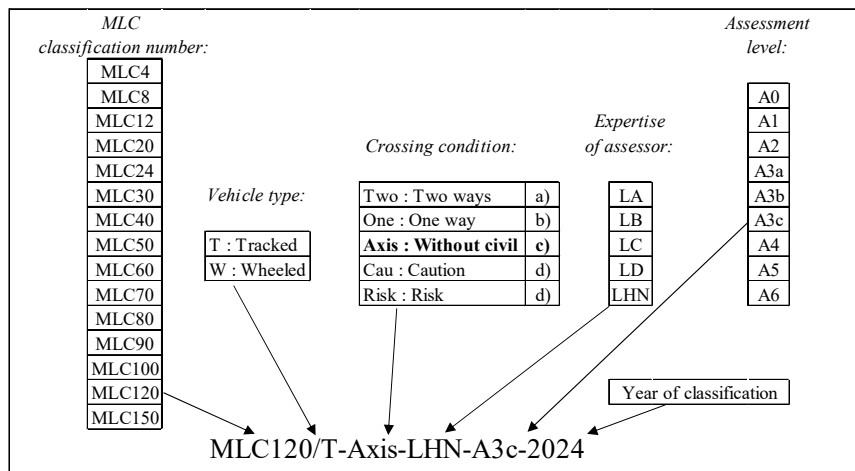 MLC
classification number:
MLC4
MLC8
MLC12
MLC20
MLC24
MLC30
MLC40
MLC50
MLC60
MLC70
MLC80
MLC90
MLC100
MLC120
MLC150
Vehicle type:
T : Tracked
W : Wheeled
Crossing condition:
Two : Two ways a)
One : One way b)
Axis : Without civil c)
Cau : Caution d)
Risk : Risk d)
Expertise
of assessor:
LA
LB
LC
LD
LHN
Assessment
level:
A0
A1
A2
A3a
A3b
A3c
A4
A5
A6
Year of classification
MLC120/T-Axis-LHN-A3c-2024